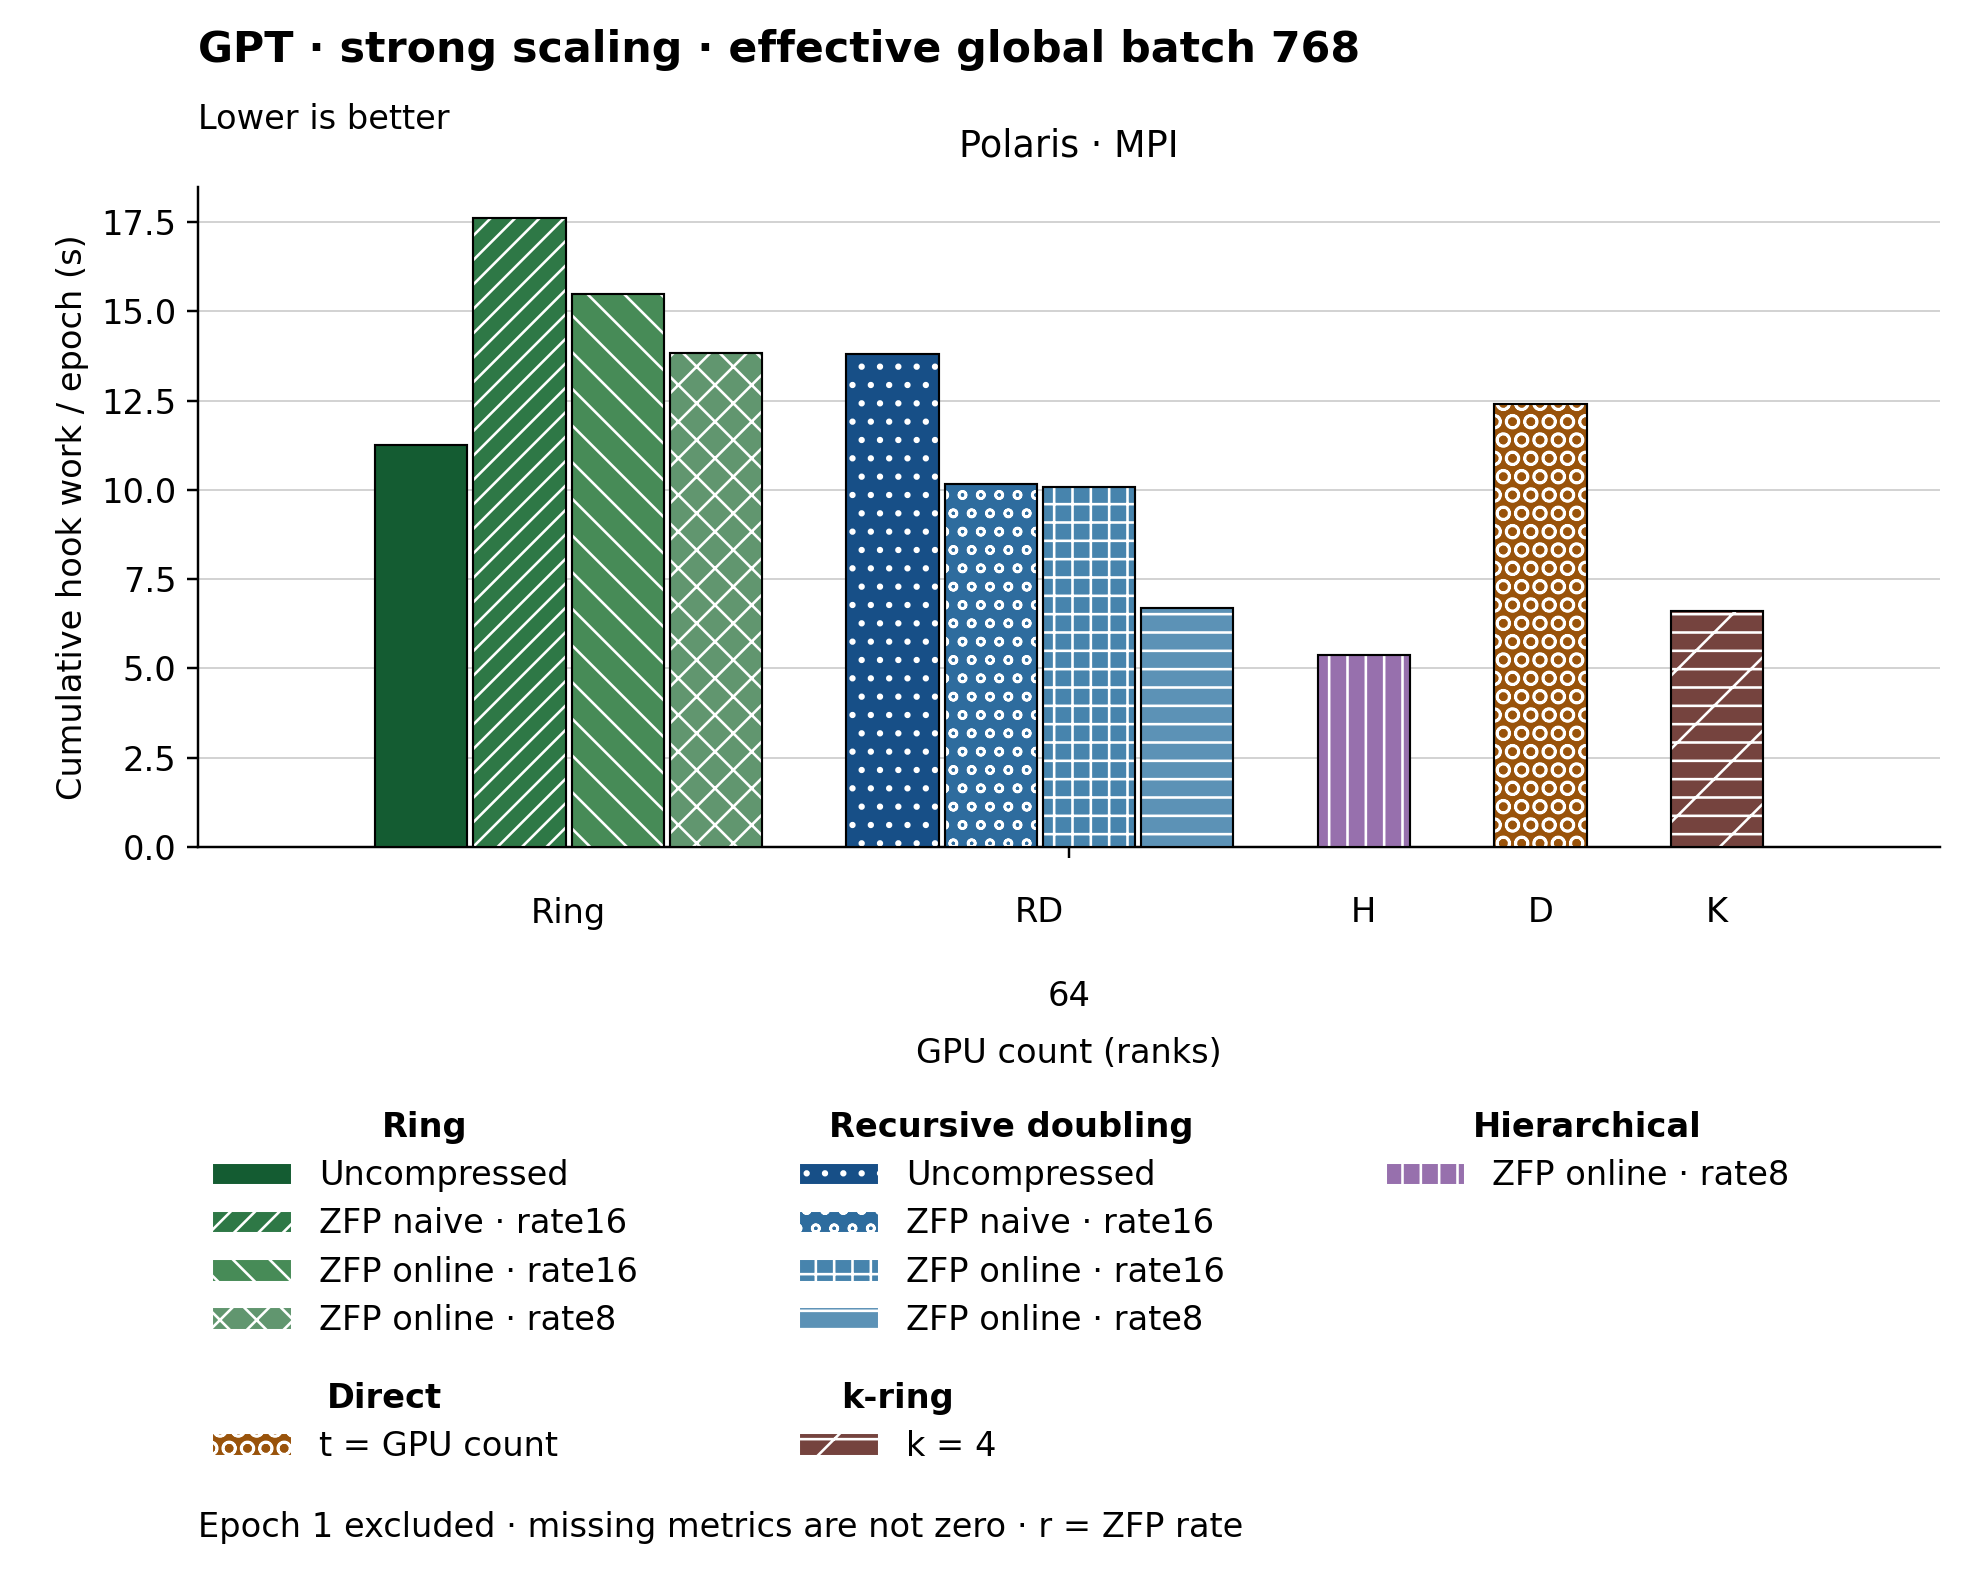 GPT · strong scaling · effective global batch 768
Lower is better
Polaris · MPI
Cumulative hook work / epoch (s)
17.5
15.0
12.5
10.0
7.5
5.0
2.5
0.0
Ring RD H D K
64
GPU count (ranks)
Ring
Uncompressed
ZFP naive · rate16
ZFP online · rate16
ZFP online · rate8
Recursive doubling
Uncompressed
ZFP naive · rate16
ZFP online · rate16
ZFP online · rate8
Hierarchical
ZFP online · rate8
Direct
t = GPU count
k-ring
k = 4
Epoch 1 excluded · missing metrics are not zero · r = ZFP rate